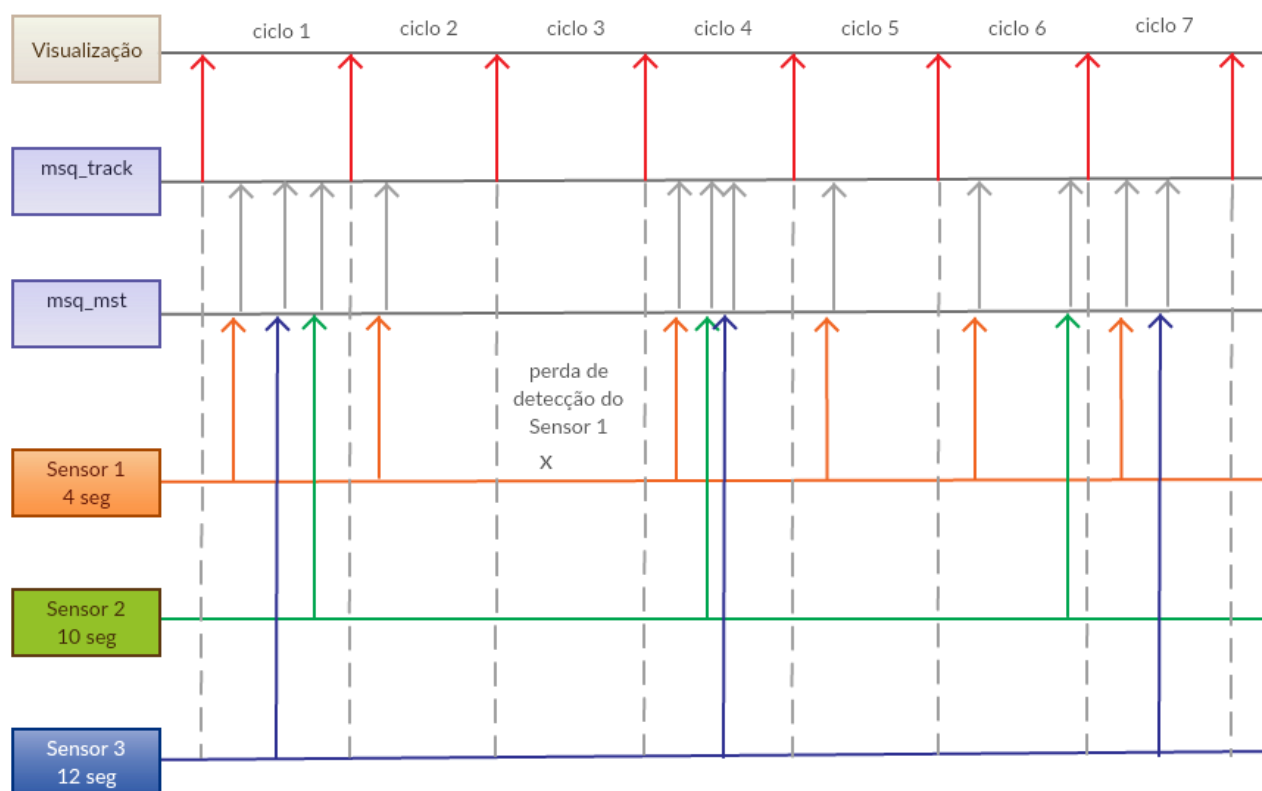 Visualização
ciclo 1
ciclo 2
ciclo 3
ciclo 4
ciclo 5
ciclo 6
ciclo 7
msq_track
msq_mst
perda de
detecção do
Sensor 1
x
Sensor 1
4 seg
Sensor 2
10 seg
Sensor 3
12 seg